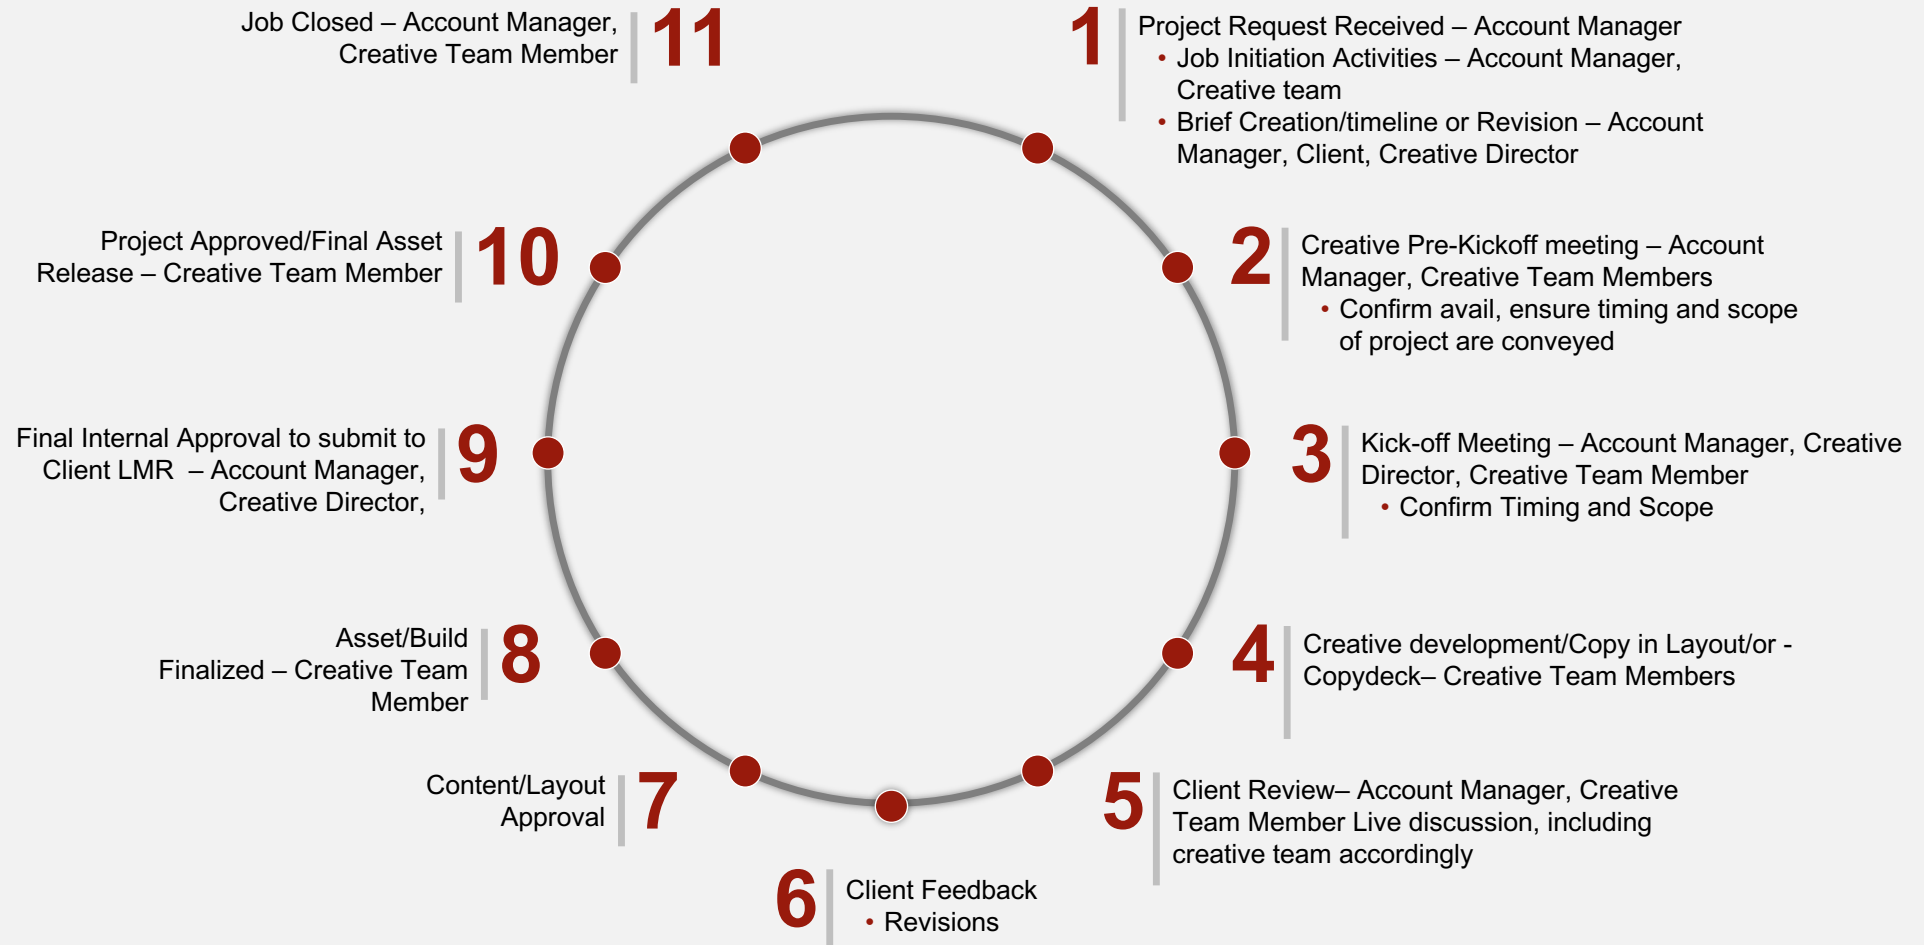 1
Project Request Received – Account Manager
• Job Initiation Activities – Account Manager,
Creative team
• Brief Creation/timeline or Revision – Account
Manager, Client, Creative Director
2
Creative Pre-Kickoff meeting – Account
Manager, Creative Team Members
• Confirm avail, ensure timing and scope
of project are conveyed
3
Kick-off Meeting – Account Manager, Creative
Director, Creative Team Member
• Confirm Timing and Scope
4
Creative development/Copy in Layout/or -
Copydeck– Creative Team Members
5
Client Review– Account Manager, Creative
Team Member Live discussion, including
creative team accordingly
6
Client Feedback
• Revisions
7
Content/Layout
Approval
8
Asset/Build
Finalized – Creative Team
Member
9
Final Internal Approval to submit to
Client LMR  – Account Manager,
Creative Director,
10
Project Approved/Final Asset
Release – Creative Team Member
11
Job Closed – Account Manager,
Creative Team Member